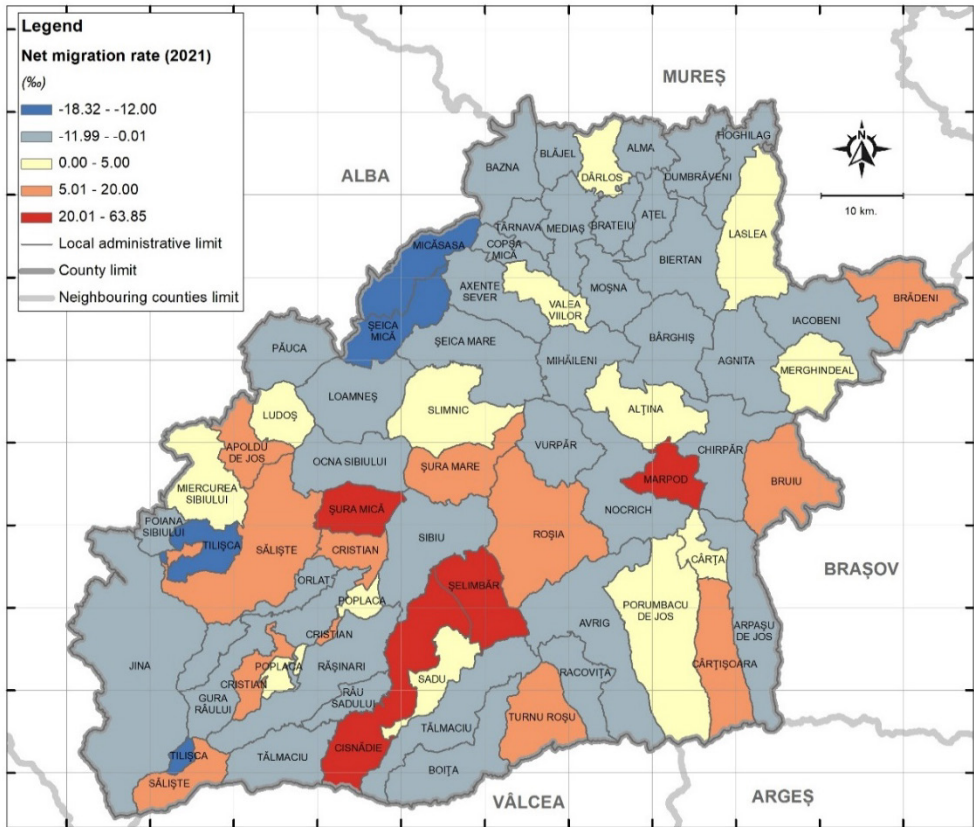 Legend
Net migration rate (2021)
(‰)
-18.32 - -12.00
-11.99 - -0.01
0.00 - 5.00
5.01 - 20.00
20.01 - 63.85
Local administrative limit
County limit
Neighbouring counties limit
MUREȘ
N
10 km.
ALBA
HOGHILAG
BLĂJEL
ALMA
BAZNA
DÂRLOS
DUMBRĂVENI
AȚEL
TÂRNAVA
MEDIAȘ
BRATEIU
LASLEA
MICĂSASA
COPȘA
MICĂ
BIERTAN
AXENTE
SEVER
MOȘNA
BRĂDENI
VALEA
VIILOR
IACOBENI
ȘEICA
MICĂ
ȘEICA MARE
BÂRGHIȘ
PĂUCA
MIHĂILENI
AGNITA
MERGHINDEAL
LOAMNEȘ
LUDOȘ
SLIMNIC
ALȚINA
APOLDU
DE JOS
VURPĂR
CHIRPĂR
OCNA SIBIULUI
ȘURA MARE
MARPOD
BRUIU
MIERCUREA
SIBIULUI
ȘURA MICĂ
NOCRICH
POIANA
SIBIULUI
TILIȘCA
SĂLIȘTE
CRISTIAN
SIBIU
ROȘIA
CÂRȚA
BRAȘOV
ORLAT
ȘELIMBĂR
POPLACA
PORUMBACU
DE JOS
AVRIG
ARPAȘU
DE JOS
CRISTIAN
JINA
POPLACA
RĂȘINARI
CÂRȚIȘOARA
CRISTIAN
SADU
RACOVIȚA
GURA
RÂULUI
RÂU
SADULUI
TURNU ROȘU
TĂLMACIU
TILIȘCA
TĂLMACIU
CISNĂDIE
BOIȚA
SĂLIȘTE
VÂLCEA
ARGEȘ